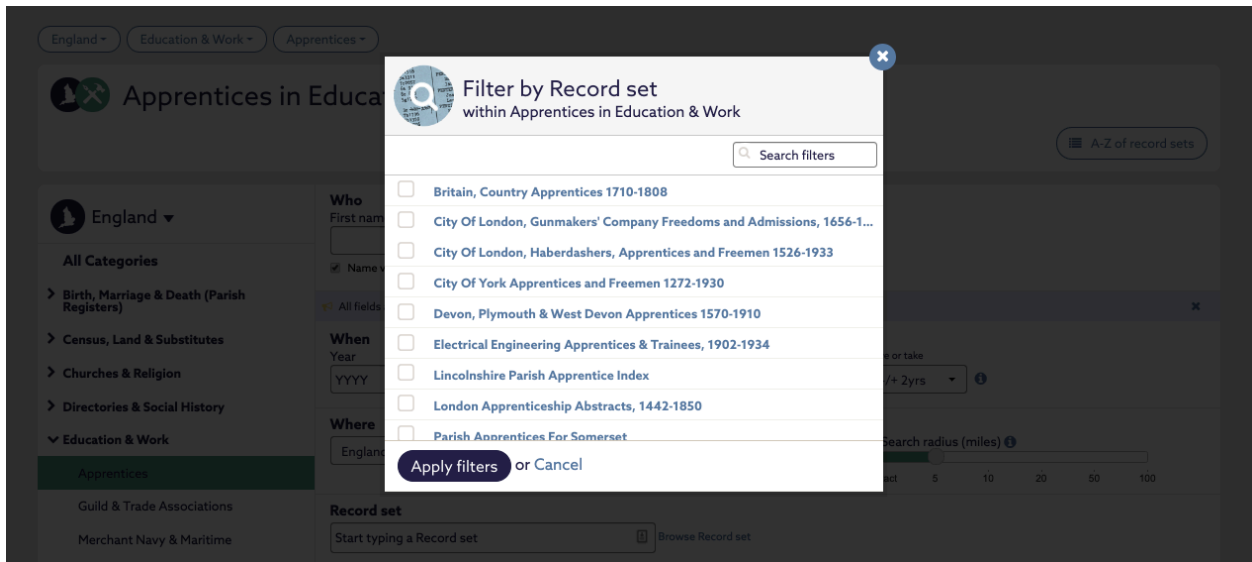 England
Education & Work
Apprentices
Apprentices in Educa
A-Z of record sets
Filter by Record set
within Apprentices in Education & Work
Search filters
Britain, Country Apprentices 1710-1808
City Of London, Gunmakers' Company Freedoms and Admissions, 1656-1...
City Of London, Haberdashers, Apprentices and Freemen 1526-1933
City Of York Apprentices and Freemen 1272-1930
Devon, Plymouth & West Devon Apprentices 1570-1910
Electrical Engineering Apprentices & Trainees, 1902-1934
Lincolnshire Parish Apprentice Index
London Apprenticeship Abstracts, 1442-1850
Parish Apprentices For Somerset
Apply filters or Cancel
England
All Categories
Birth, Marriage & Death (Parish
Registers)
Census, Land & Substitutes
Churches & Religion
Directories & Social History
Education & Work
Apprentices
Guild & Trade Associations
Merchant Navy & Maritime
Who
First nam
Name v
All fields
When
Year
YYYY
e or take
/+ 2yrs
Where
England
Search radius (miles)
act 5 10 20 50 100
Record set
Start typing a Record set
Browse Record set